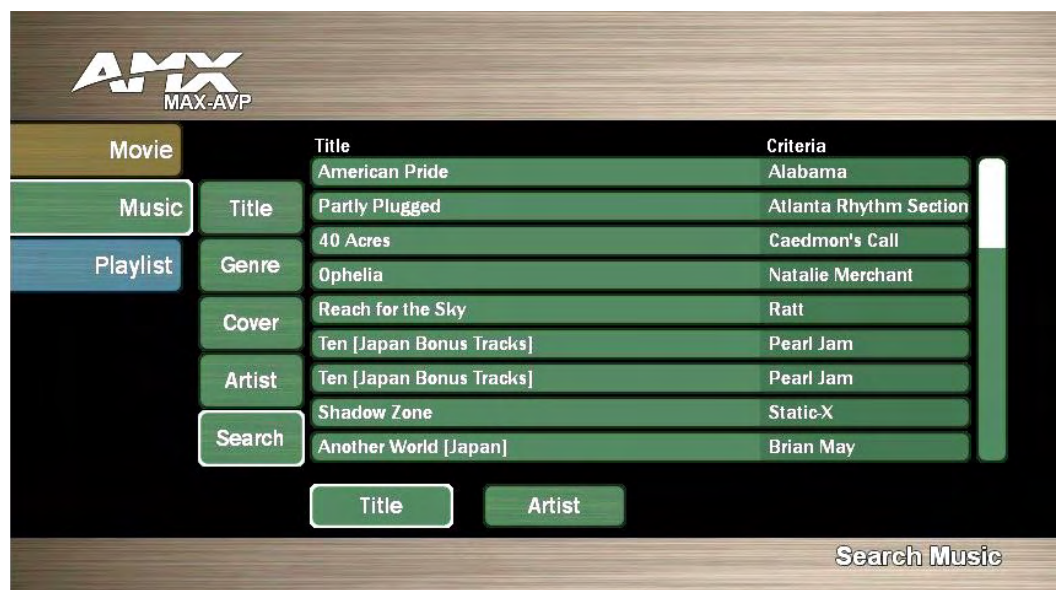 AMX
MAX-AVP
Movie
Music
Playlist
Title
Genre
Cover
Artist
Search
Title Criteria
American Pride Alabama
Partly Plugged Atlanta Rhythm Section
40 Acres Caedmon's Call
Ophelia Natalie Merchant
Reach for the Sky Ratt
Ten [Japan Bonus Tracks] Pearl Jam
Ten [Japan Bonus Tracks] Pearl Jam
Shadow Zone Static-X
Another World [Japan] Brian May
Title Artist
Search Music